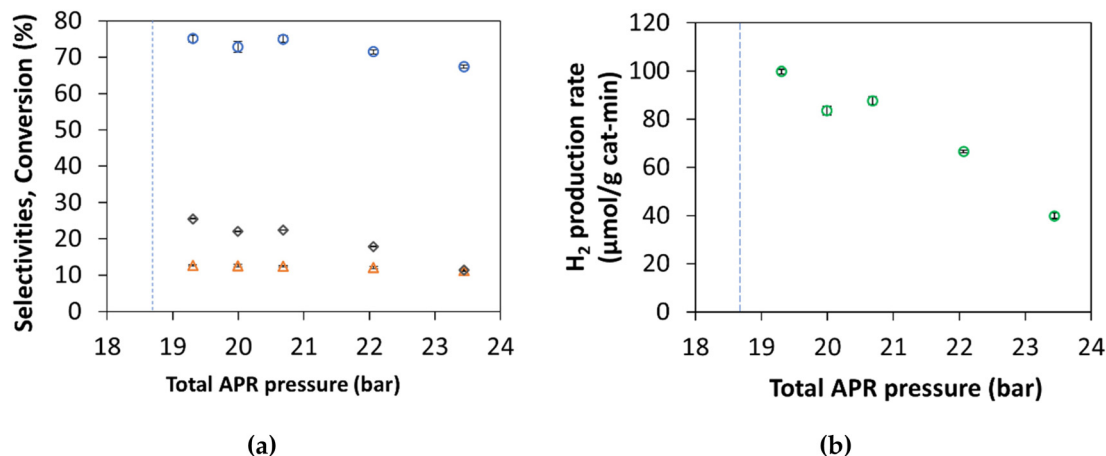 Selectivities, Conversion (%)
80
70
60
50
40
30
20
10
0
18 19 20 21 22 23 24
Total APR pressure (bar)
(a)
H₂ production rate
(µmol/g cat-min)
120
100
80
60
40
20
0
18 19 20 21 22 23 24
Total APR pressure (bar)
(b)